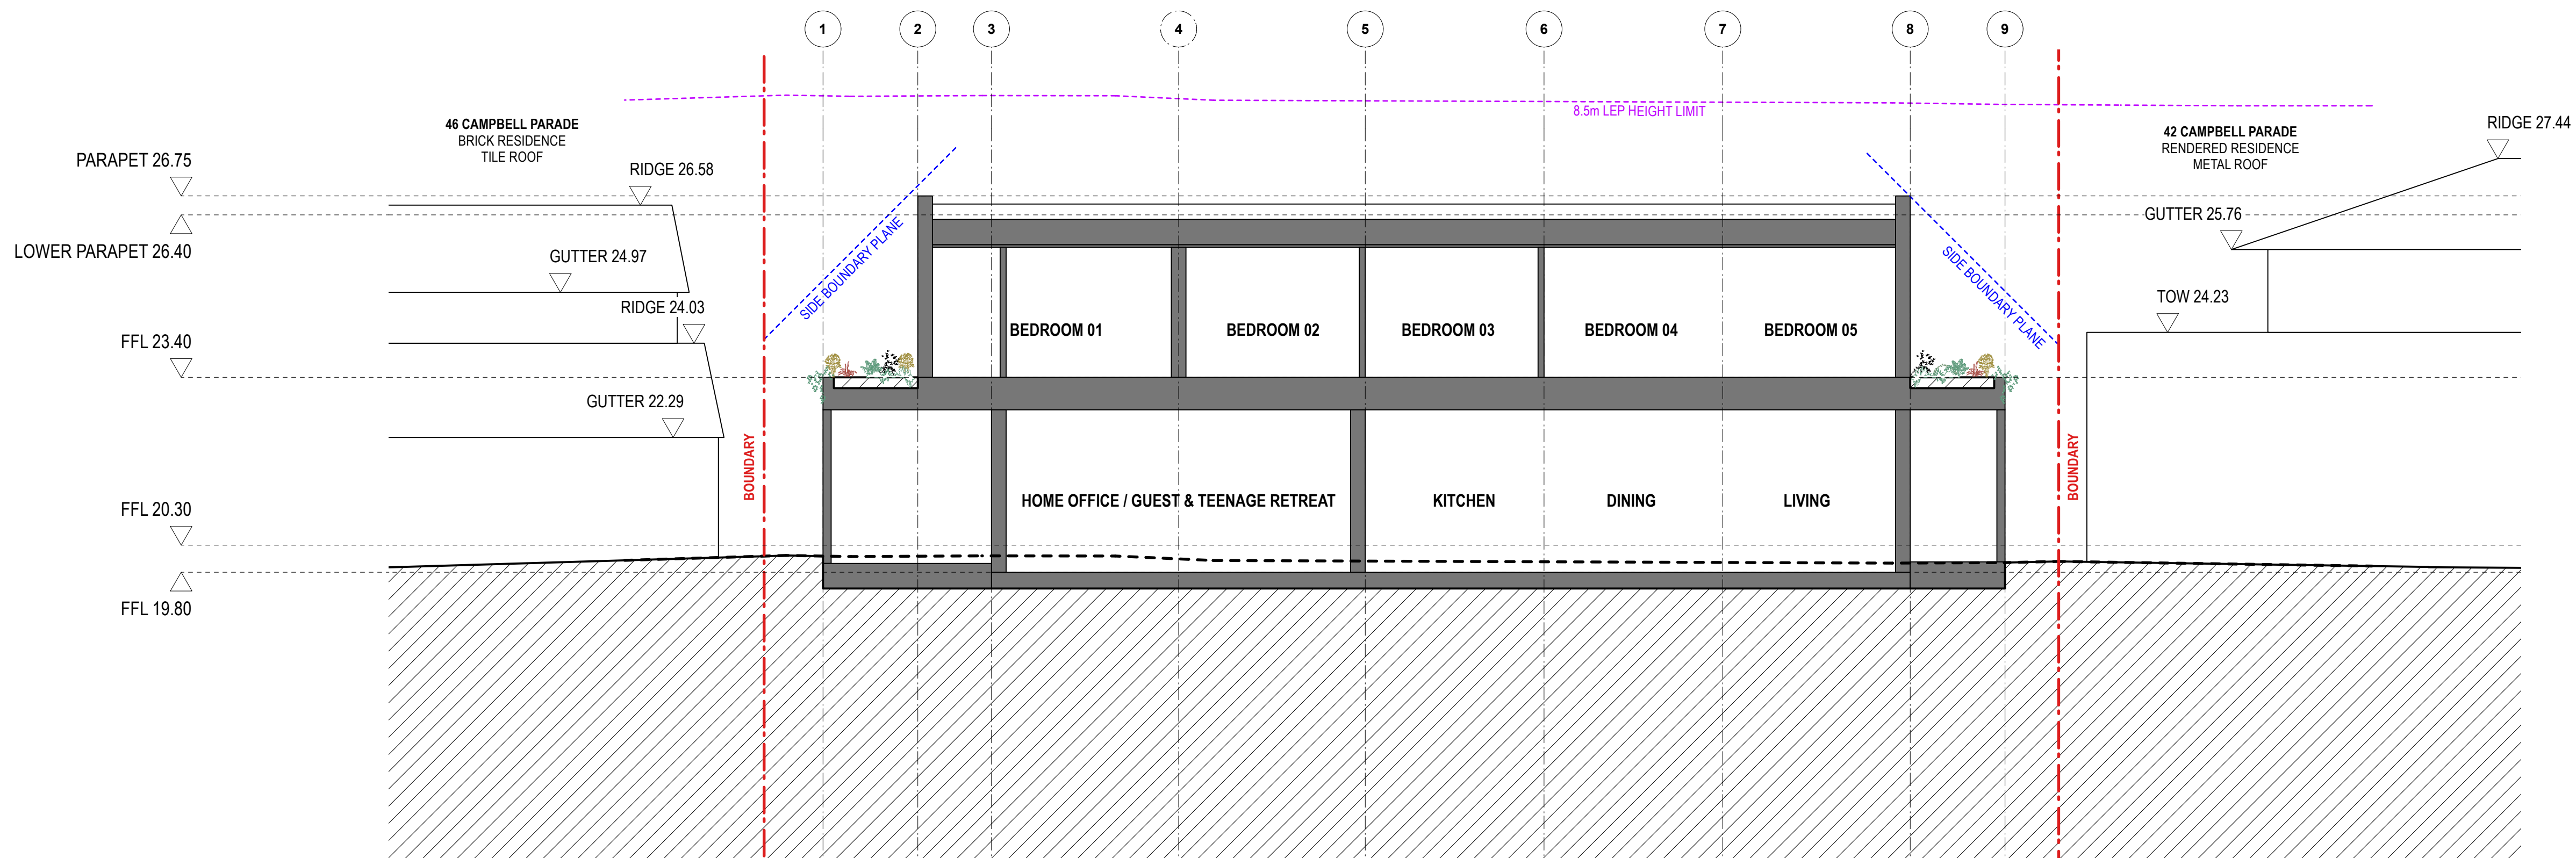 1
2
3
4
5
6
7
8
9
8.5m LEP HEIGHT LIMIT
46 CAMPBELL PARADE
BRICK RESIDENCE
TILE ROOF
42 CAMPBELL PARADE
RENDERED RESIDENCE
METAL ROOF
RIDGE 27.44
PARAPET 26.75
RIDGE 26.58
LOWER PARAPET 26.40
GUTTER 25.76
GUTTER 24.97
SIDE BOUNDARY PLANE
SIDE BOUNDARY PLANE
RIDGE 24.03
TOW 24.23
FFL 23.40
BEDROOM 01
BEDROOM 02
BEDROOM 03
BEDROOM 04
BEDROOM 05
GUTTER 22.29
BOUNDARY
BOUNDARY
HOME OFFICE / GUEST & TEENAGE RETREAT
KITCHEN
DINING
LIVING
FFL 20.30
FFL 19.80